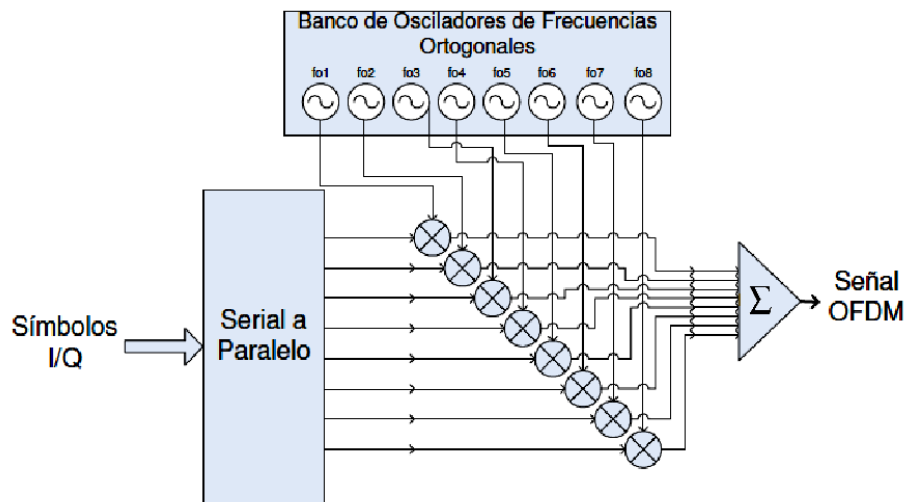 Banco de Osciladores de Frecuencias
Ortogonales
fo1 fo2 fo3 fo4 fo5 fo6 fo7 fo8
Símbolos
I/Q
Serial a
Paralelo
Σ
Señal
OFDM